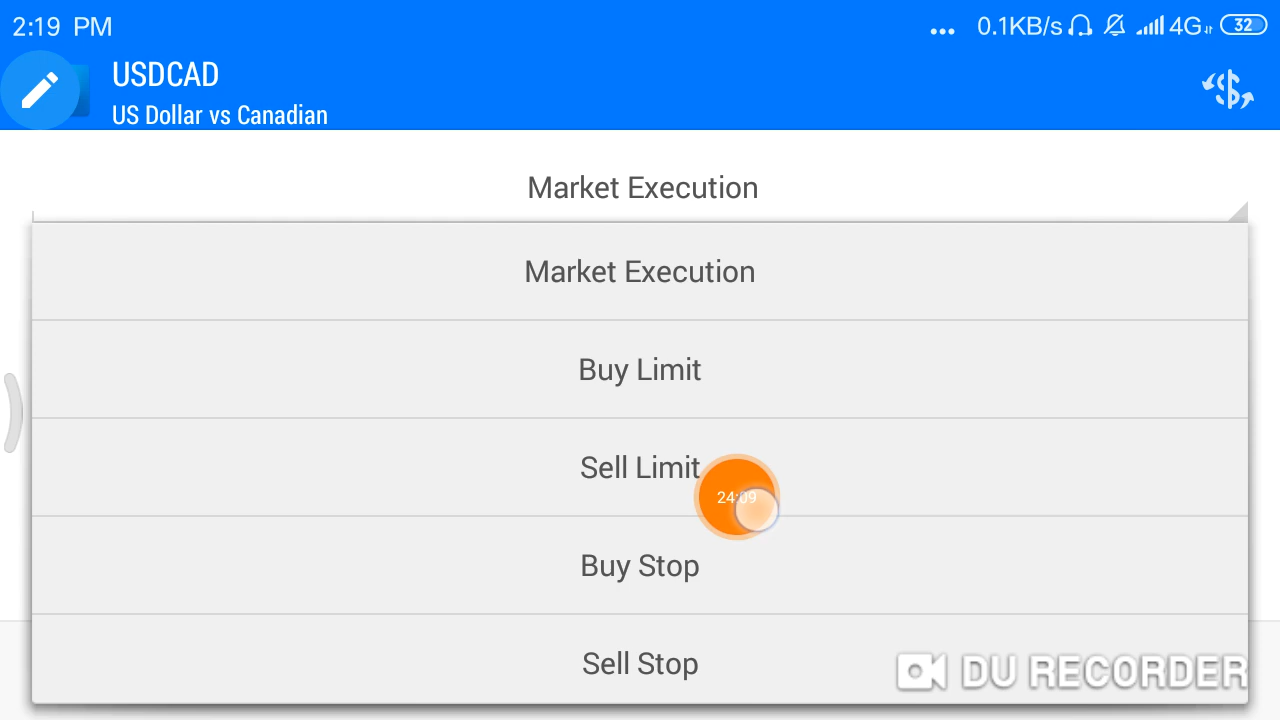 2:19 PM
... 0.1KB/s 4G 32
USDCAD
US Dollar vs Canadian
Market Execution
Market Execution
Buy Limit
Sell Limit
24:09
Buy Stop
Sell Stop
DU RECORDER